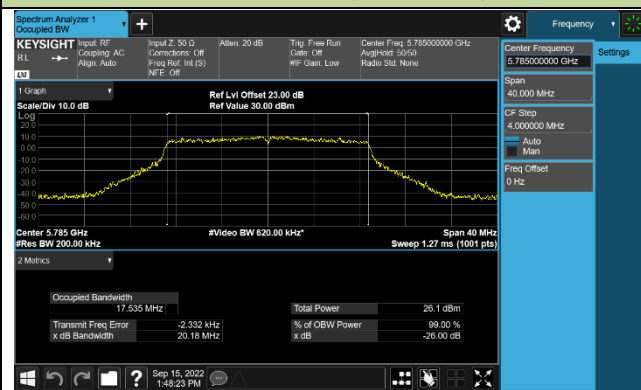 Spectrum Analyzer 1
Occupied BW
Frequency
KEYSIGHT
Input: RF
Coupling: AC
Align: Auto
Input Z: 50 Ω
Corrections: Off
Freq Ref: Int (S)
NFE: Off
Atten: 20 dB
Trig: Free Run
Gate: Off
#IF Gain: Low
Center Freq: 5.785000000 GHz
Avg|Hold: 50/50
Radio Std: None
RL
LXI
Center Frequency
5.785000000 GHz
Settings
Span
40.000 MHz
CF Step
4.000000 MHz
Auto
Man
Freq Offset
0 Hz
1 Graph
Scale/Div 10.0 dB
Ref Lvl Offset 23.00 dB
Ref Value 30.00 dBm
Log
20.0
10.0
0.00
-10.0
-20.0
-30.0
-40.0
-50.0
-60.0
Center 5.785 GHz
#Res BW 200.00 kHz
#Video BW 620.00 kHz*
Span 40 MHz
Sweep 1.27 ms (1001 pts)
2 Metrics
Occupied Bandwidth
17.535 MHz
Total Power 26.1 dBm
Transmit Freq Error -2.332 kHz
% of OBW Power 99.00 %
x dB Bandwidth 20.18 MHz
x dB -26.00 dB
Sep 15, 2022
1:48:23 PM